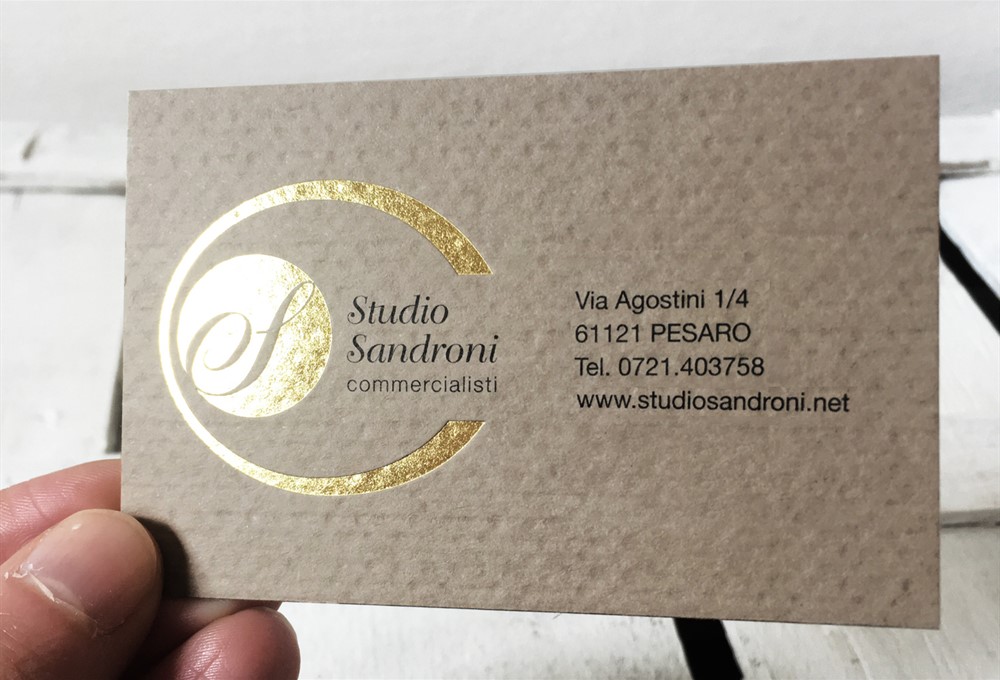 S
Studio
Sandroni
commercialisti
Via Agostini 1/4
61121 PESARO
Tel. 0721.403758
www.studiosandroni.net